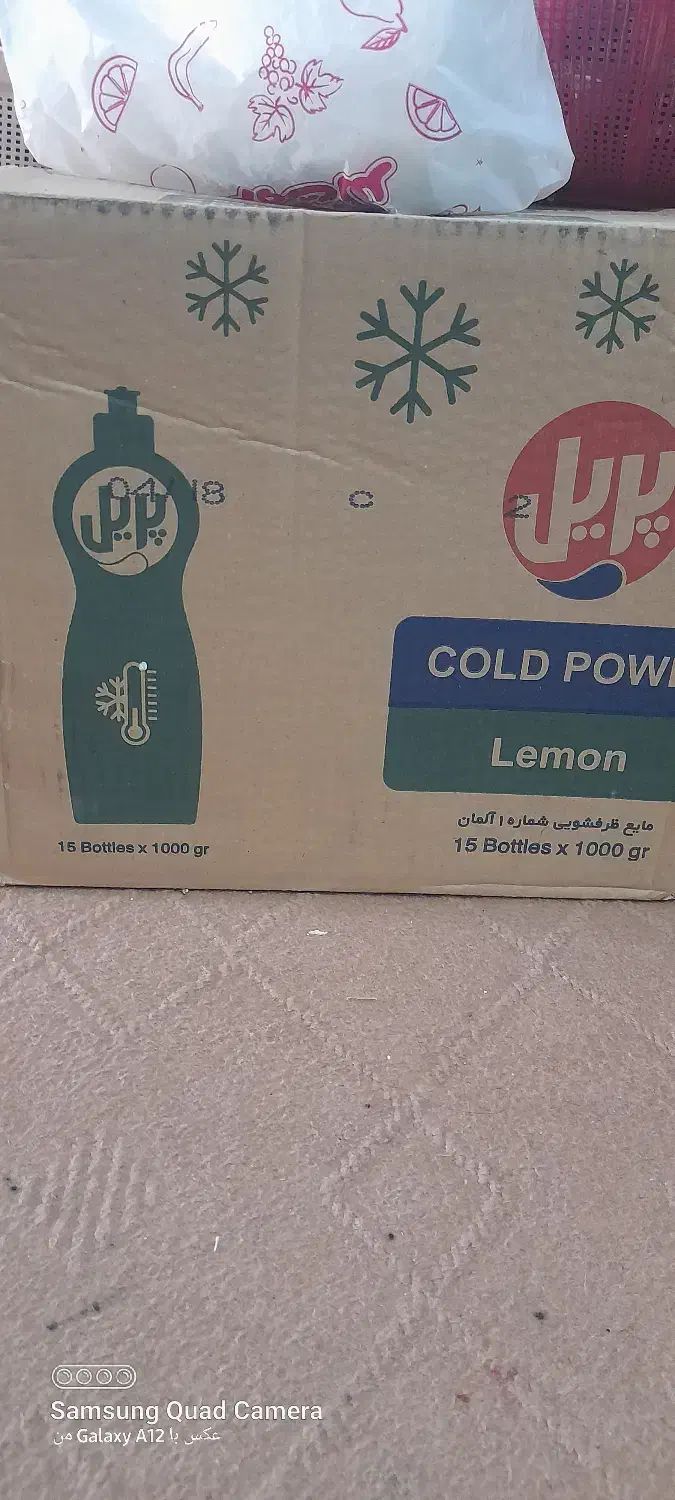 04/18 C 2
پریل
پریل
COLD POW
Lemon
مایع ظرفشویی شماره ۱ آلمان
15 Bottles x 1000 gr
15 Bottles x 1000 gr
Samsung Quad Camera
عکس با Galaxy A12 من